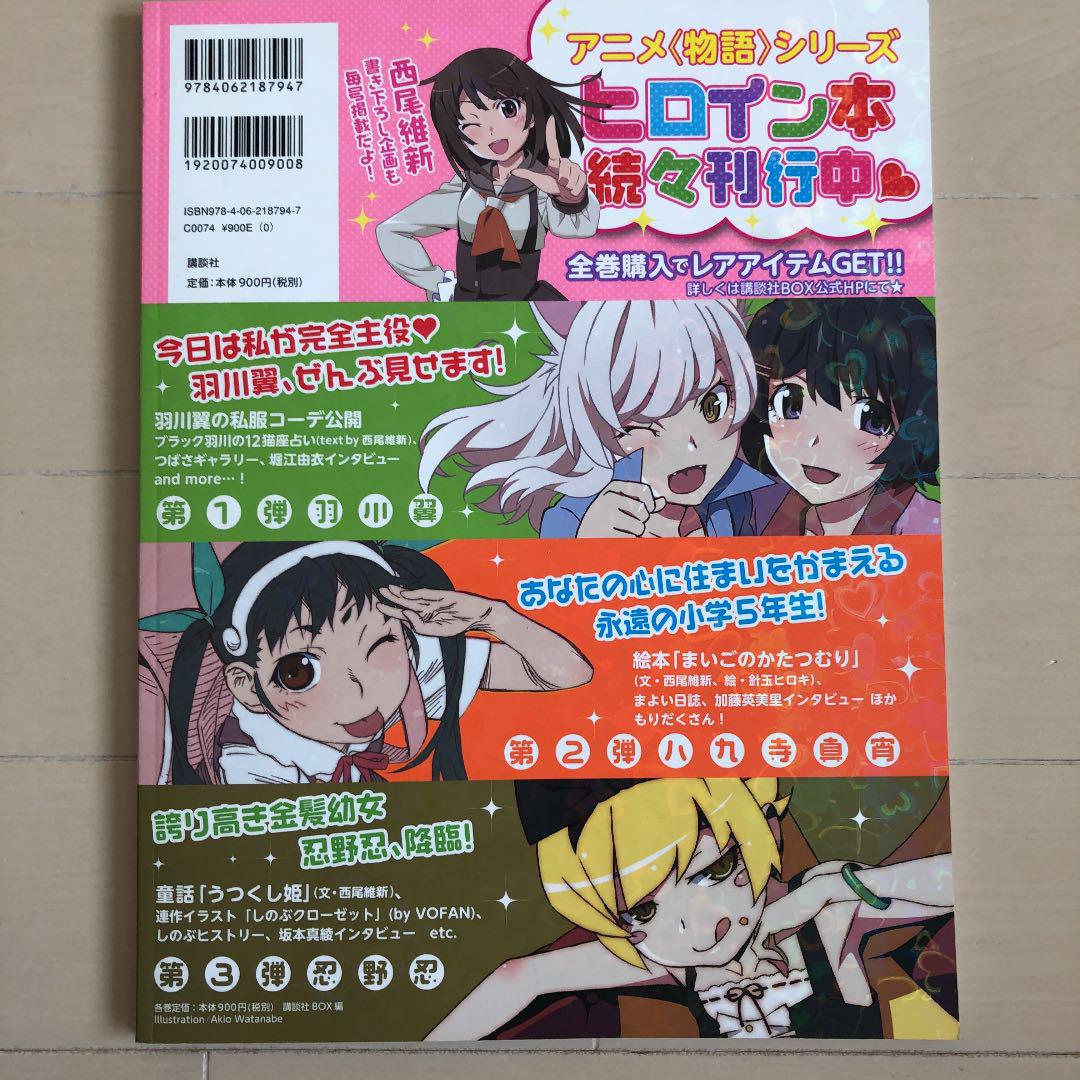 9784062187947
1920074009008
ISBN978-4-06-218794-7
C0074 ¥900E (0)
講談社
定価:本体900円(税別)
西尾維新
書き下ろし企画も
毎号掲載だよ!
アニメ〈物語〉シリーズ
ヒロイン本
続々刊行中♥
全巻購入でレアアイテムGET!!
詳しくは講談社BOX公式HPにて★
今日は私が完全主役♥
羽川翼、ぜんぶ見せます!
羽川翼の私服コーデ公開
ブラック羽川の12猫座占い(text by 西尾維新)、
つばさギャラリー、堀江由衣インタビュー
and more…!
第1弾羽川翼
あなたの心に住まいをかまえる
永遠の小学5年生!
絵本「まいごのかたつむり」
(文・西尾維新、絵・針玉ヒロキ)、
まよい日誌、加藤英美里インタビュー ほか
もりだくさん!
第2弾八九寺真宵
誇り高き金髪幼女
忍野忍、降臨!
童話「うつくし姫」(文・西尾維新)、
連作イラスト「しのぶクローゼット」(by VOFAN)、
しのぶヒストリー、坂本真綾インタビュー etc.
第3弾忍野忍
各巻定価:本体900円(税別) 講談社BOX編
Illustration/Akio Watanabe